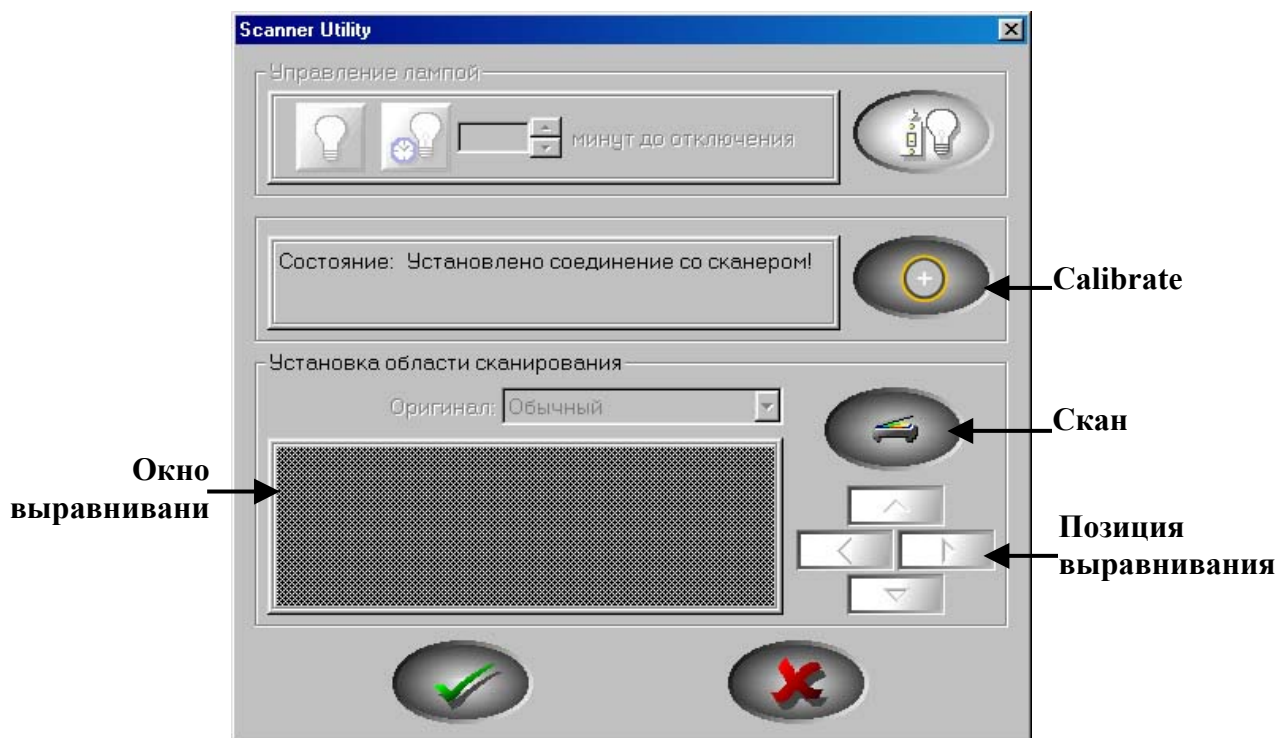 Scanner Utility
Управление лампой
минут до отключения
Состояние: Установлено соединение со сканером!
Calibrate
Установка области сканирования
Оригинал: Обычный
Скан
Окно
выравнивани
Позиция
выравнивания